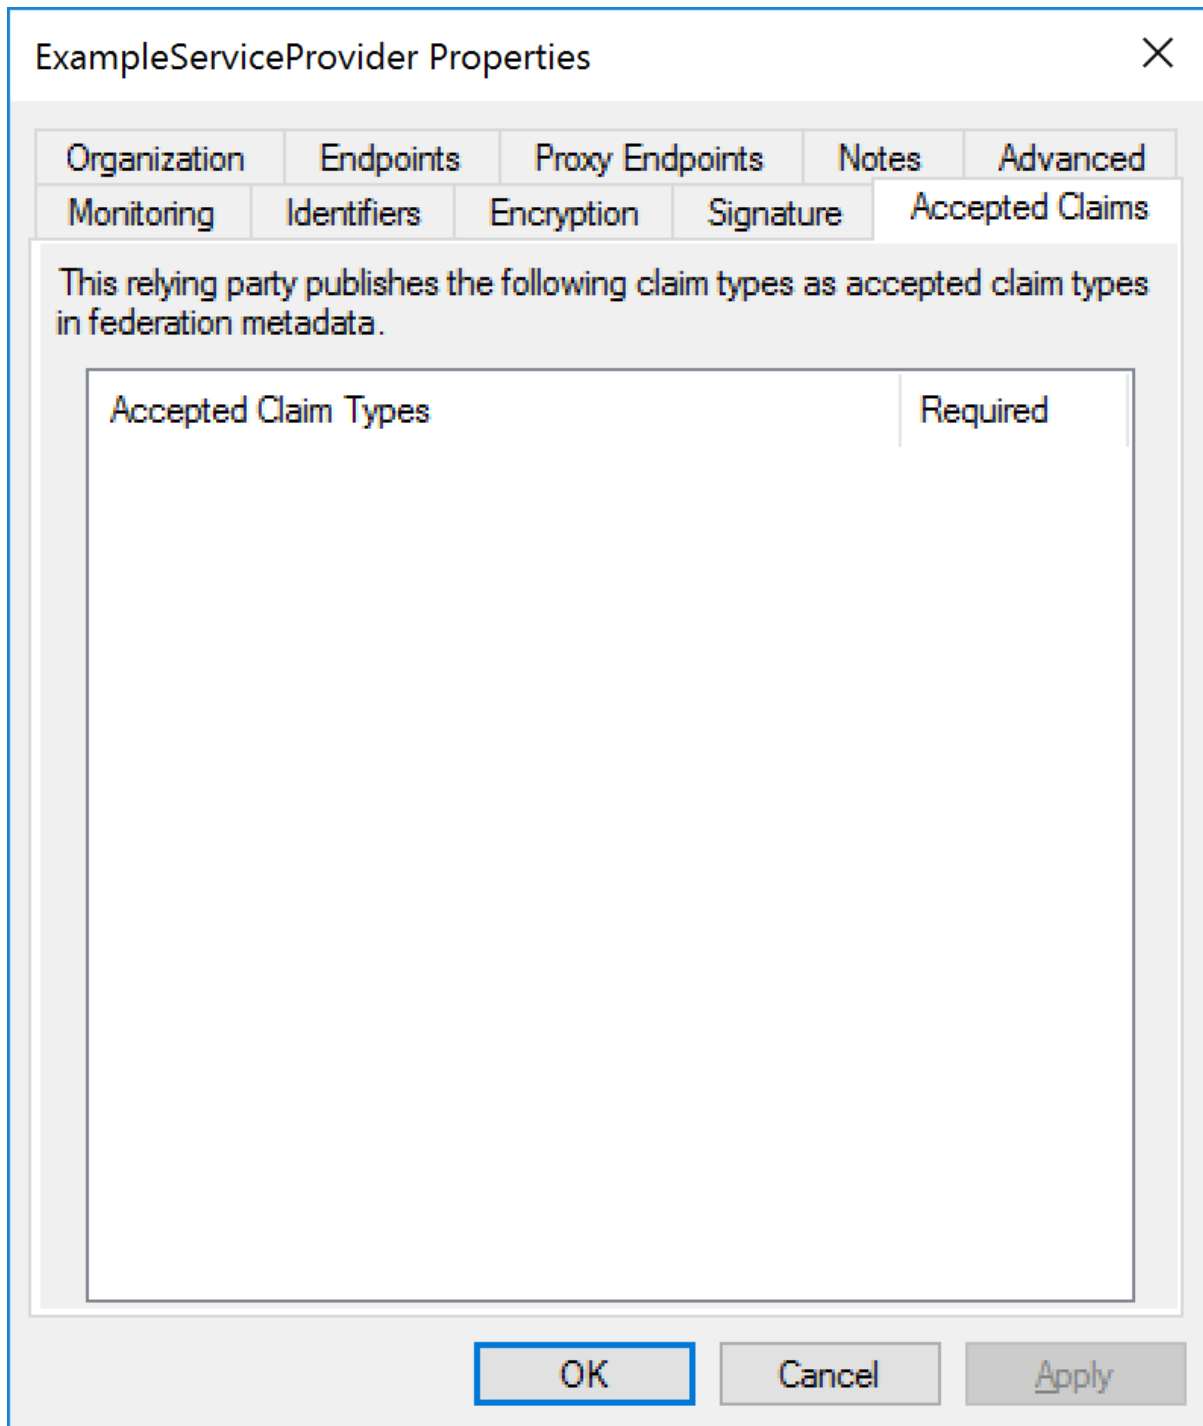 ExampleServiceProvider Properties
Organization Endpoints Proxy Endpoints Notes Advanced
Monitoring Identifiers Encryption Signature Accepted Claims
This relying party publishes the following claim types as accepted claim types
in federation metadata.
Accepted Claim Types Required
OK Cancel Apply